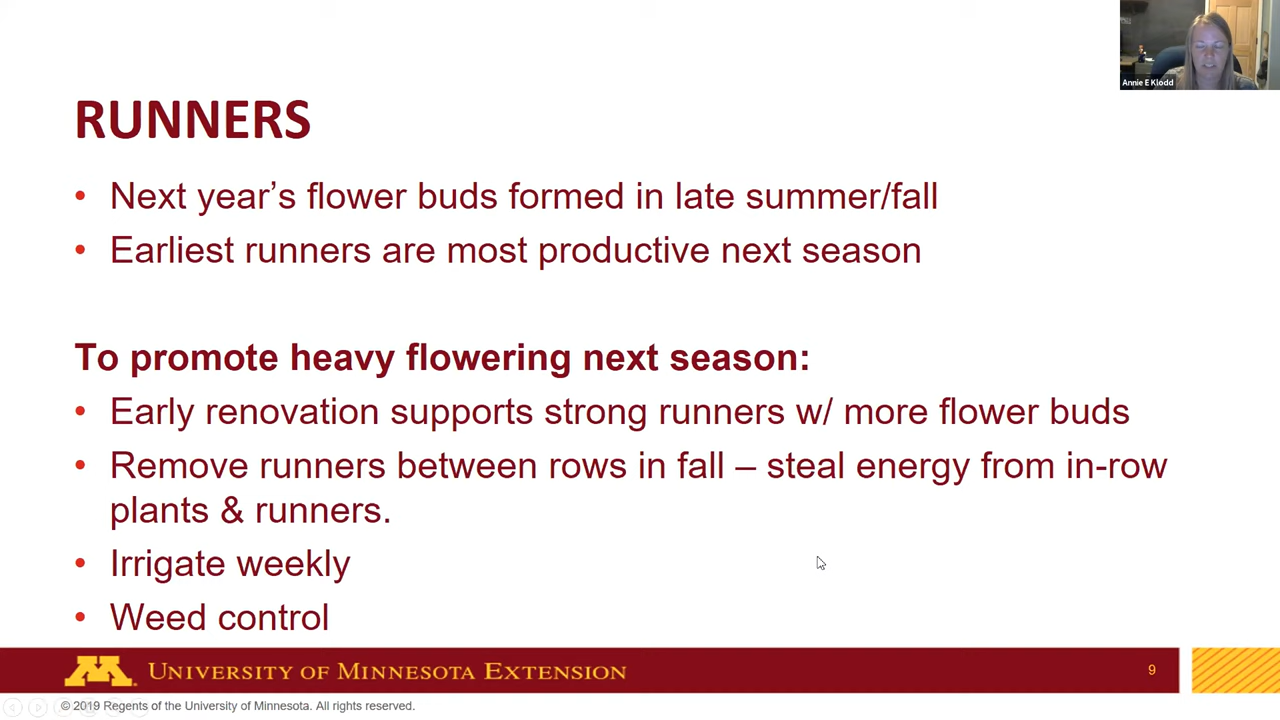 Annie E Klodd
RUNNERS
• Next year’s flower buds formed in late summer/fall
• Earliest runners are most productive next season
To promote heavy flowering next season:
• Early renovation supports strong runners w/ more flower buds
• Remove runners between rows in fall – steal energy from in-row
plants & runners.
• Irrigate weekly
• Weed control
M UNIVERSITY OF MINNESOTA EXTENSION
9
© 2019 Regents of the University of Minnesota. All rights reserved.